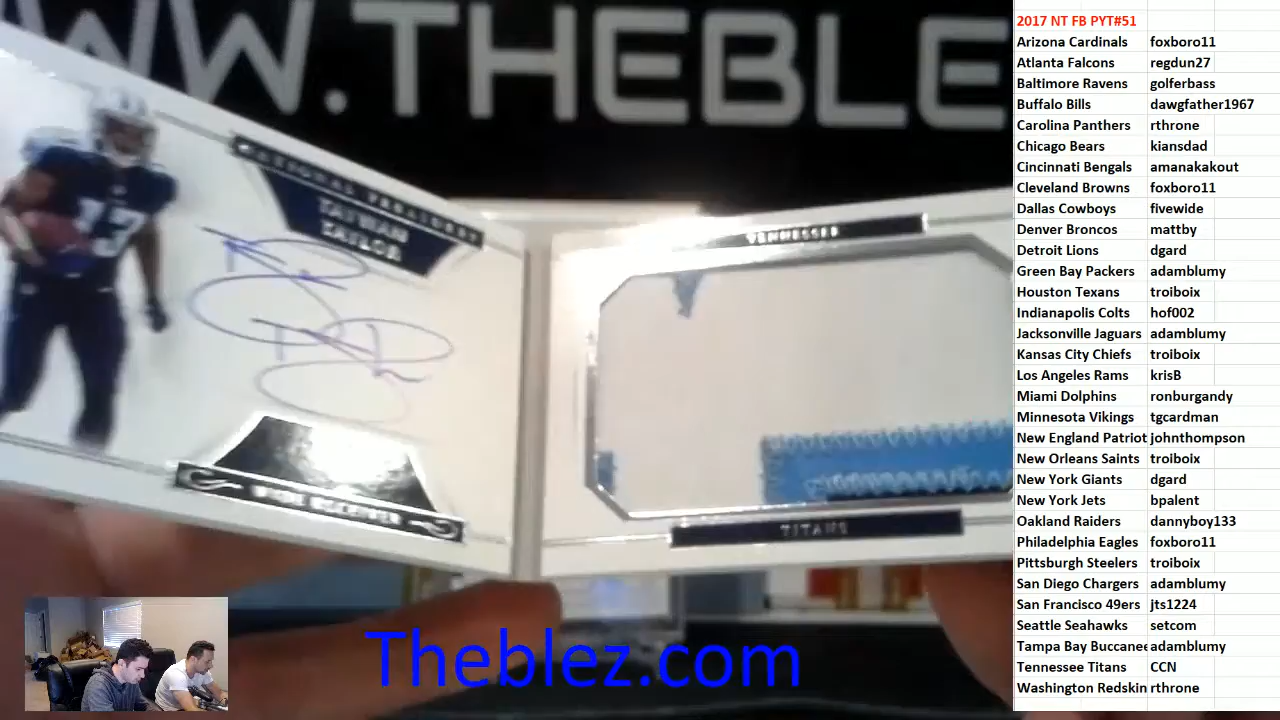 WW.THEBLE
NATIONAL TREASURES
TAYWAN
TAYLOR
WIDE RECEIVER
TENNESSEE
TITANS
Theblez.com
2017 NT FB PYT#51
Arizona Cardinals foxboro11
Atlanta Falcons regdun27
Baltimore Ravens golferbass
Buffalo Bills dawgfather1967
Carolina Panthers rthrone
Chicago Bears kiansdad
Cincinnati Bengals amanakakout
Cleveland Browns foxboro11
Dallas Cowboys fivewide
Denver Broncos mattby
Detroit Lions dgard
Green Bay Packers adamblumy
Houston Texans troiboix
Indianapolis Colts hof002
Jacksonville Jaguars adamblumy
Kansas City Chiefs troiboix
Los Angeles Rams krisB
Miami Dolphins ronburgandy
Minnesota Vikings tgcardman
New England Patriot johnthompson
New Orleans Saints troiboix
New York Giants dgard
New York Jets bpalent
Oakland Raiders dannyboy133
Philadelphia Eagles foxboro11
Pittsburgh Steelers troiboix
San Diego Chargers adamblumy
San Francisco 49ers jts1224
Seattle Seahawks setcom
Tampa Bay Buccanee adamblumy
Tennessee Titans CCN
Washington Redskin rthrone